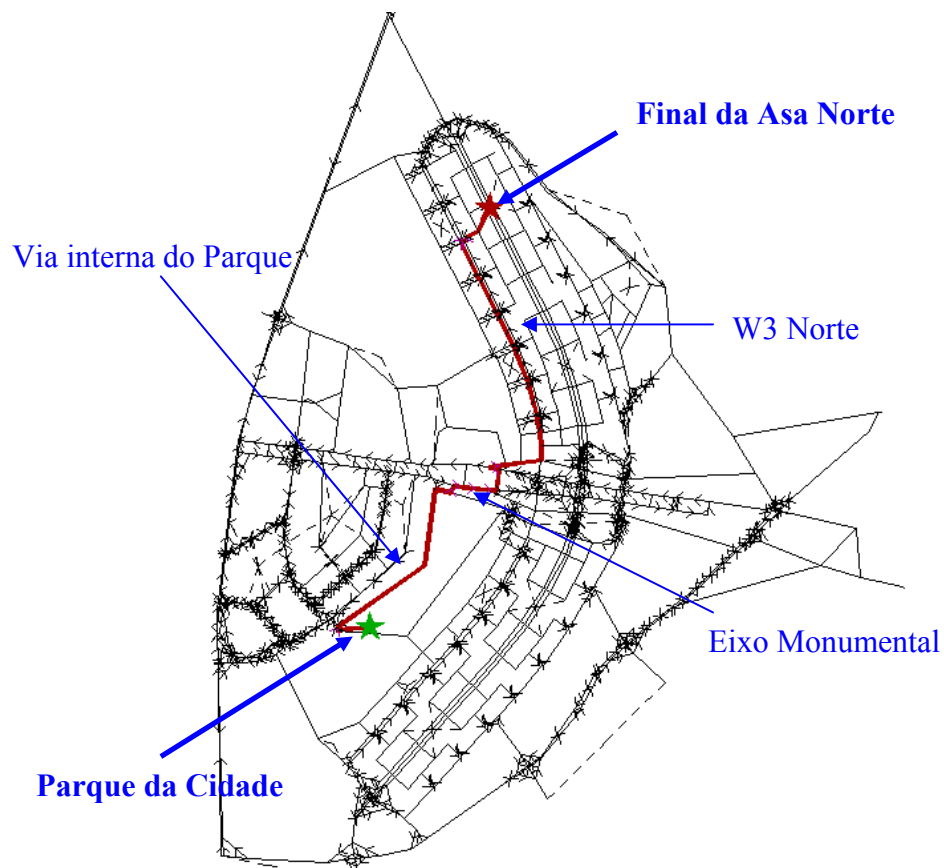 Final da Asa Norte
Via interna do Parque
W3 Norte
Eixo Monumental
Parque da Cidade